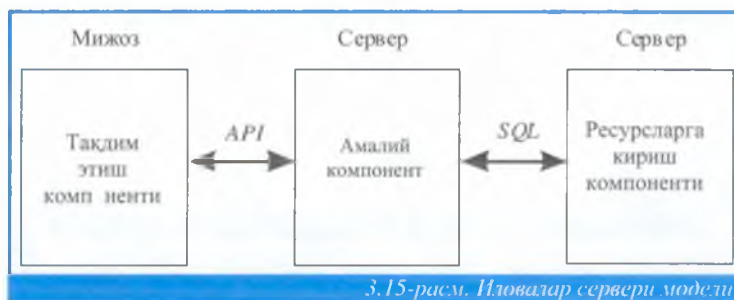 Мижоз
Сервер
Сервер
Тақдим
этиш
комп ненти
API
Амалий
компонент
SQL
Ресурсларга
кириш
компоненти
3.15-расм. Иловалар сервери модели